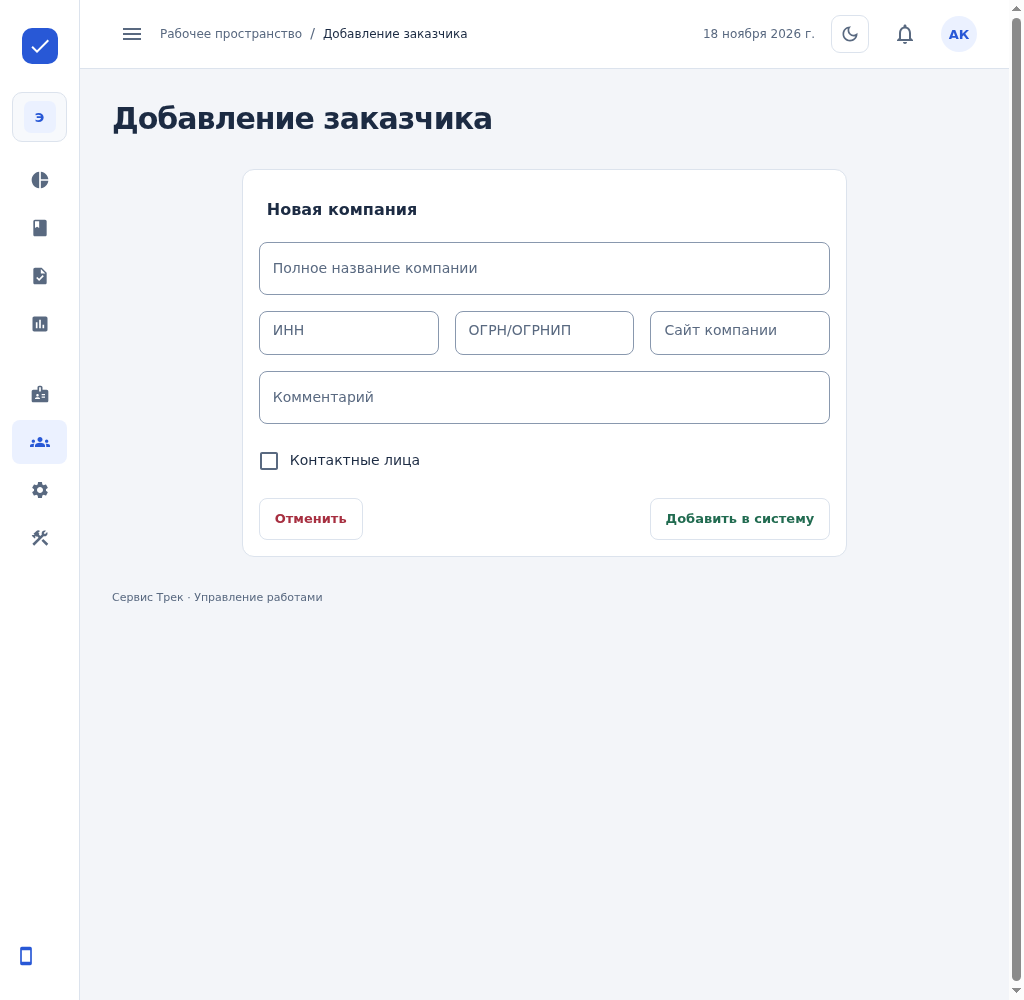 Рабочее пространство / Добавление заказчика
18 ноября 2026 г.
АК
Э
Добавление заказчика
Новая компания
Полное название компании
ИНН
ОГРН/ОГРНИП
Сайт компании
Комментарий
Контактные лица
Отменить
Добавить в систему
Сервис Трек · Управление работами